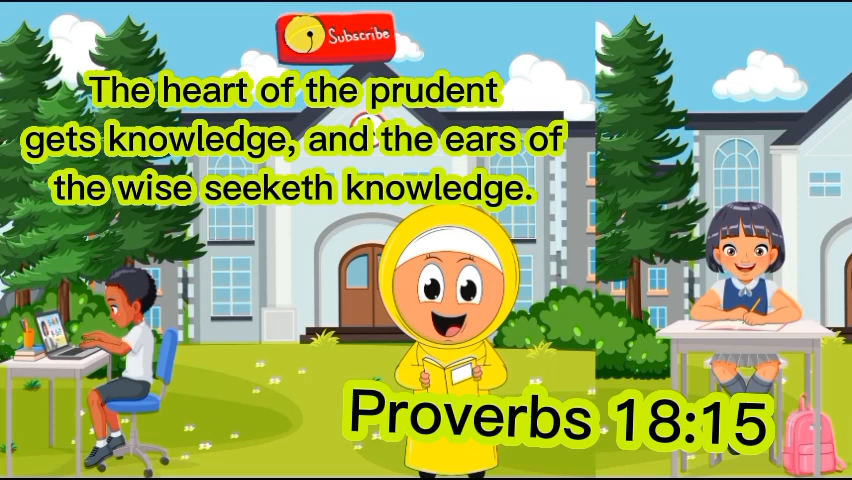 Subscribe
The heart of the prudent
gets knowledge, and the ears of
the wise seeketh knowledge.
Proverbs 18:15